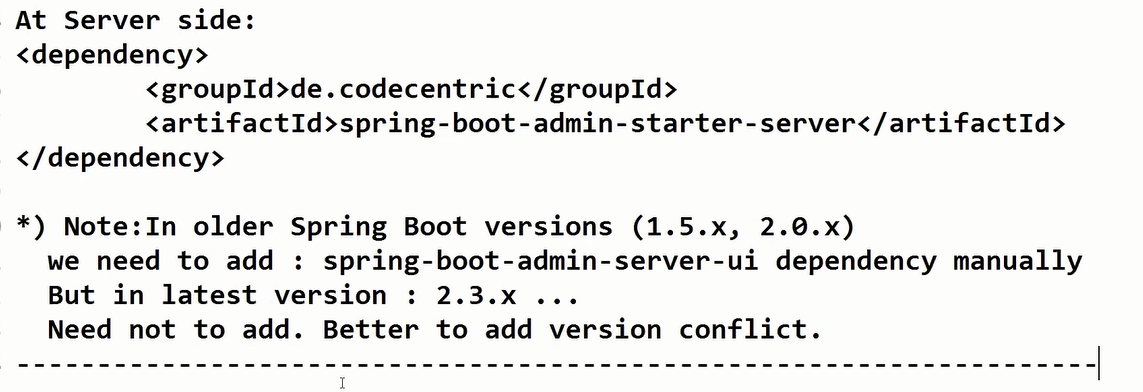 At Server side:
<dependency>
<groupId>de.codecentric</groupId>
<artifactId>spring-boot-admin-starter-server</artifactId>
</dependency>
*) Note:In older Spring Boot versions (1.5.x, 2.0.x)
we need to add : spring-boot-admin-server-ui dependency manually
But in latest version : 2.3.x ...
Need not to add. Better to add version conflict.
--------------------------------------------------------------------